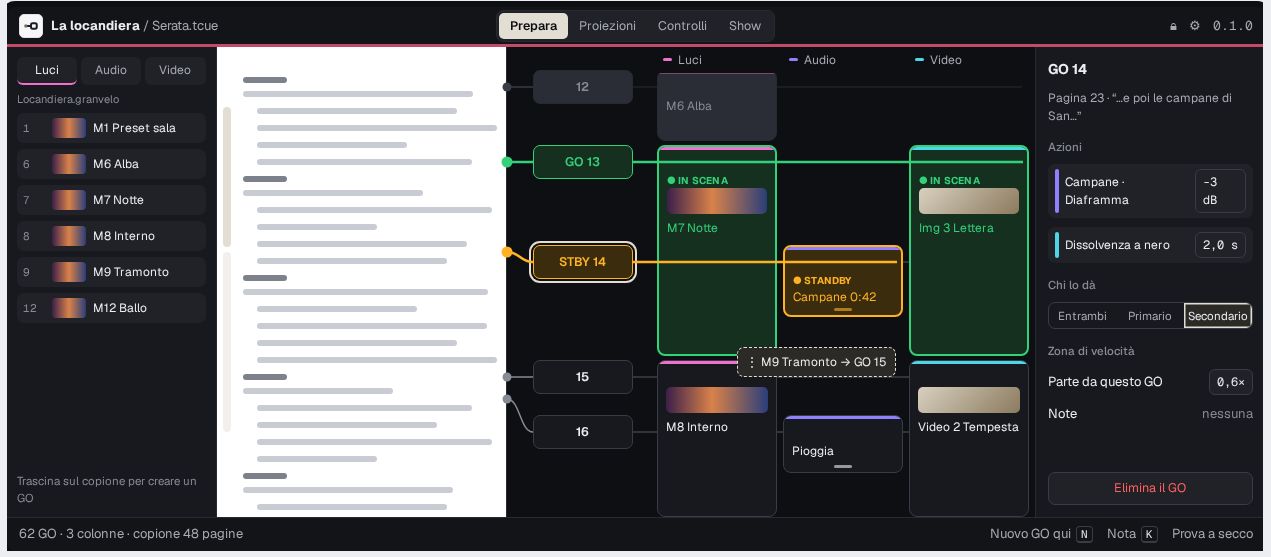 La locandiera / Serata.tcue
Prepara Proiezioni Controlli Show
0.1.0
Luci Audio Video
Locandiera.granvelo
1 M1 Preset sala
6 M6 Alba
7 M7 Notte
8 M8 Interno
9 M9 Tramonto
12 M12 Ballo
Trascina sul copione per creare un
GO
12
GO 13
STBY 14
15
16
Luci
M6 Alba
IN SCENA
M7 Notte
M8 Interno
Audio
STANDBY
Campane 0:42
Pioggia
Video
IN SCENA
Img 3 Lettera
Video 2 Tempesta
M9 Tramonto → GO 15
GO 14
Pagina 23 · “…e poi le campane di
San…”
Azioni
Campane ·
Diaframma
-3
dB
Dissolvenza a nero 2,0 s
Chi lo dà
Entrambi Primario Secondario
Zona di velocità
Parte da questo GO 0,6×
Note nessuna
Elimina il GO
62 GO · 3 colonne · copione 48 pagine
Nuovo GO qui N Nota K Prova a secco